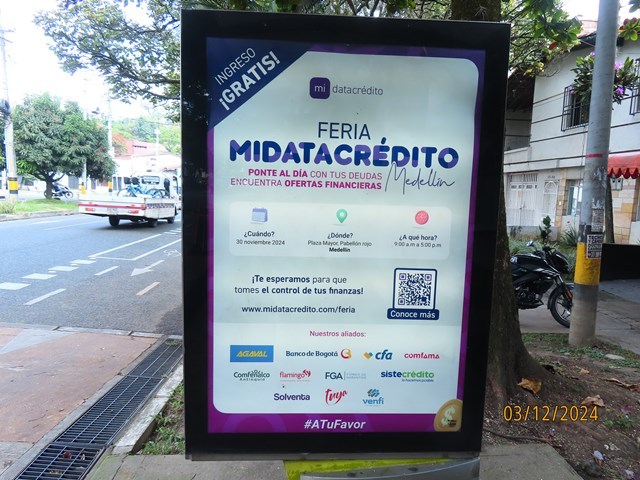 INGRESO
¡GRATIS!
mi datacrédito
FERIA
MIDATACRÉDITO
PONTE AL DÍA CON TUS DEUDAS
ENCUENTRA OFERTAS FINANCIERAS
Medellín
¿Cuándo?
30 noviembre 2024
¿Dónde?
Plaza Mayor, Pabellón rojo
Medellín
¿A qué hora?
9:00 a.m a 5:00 p.m
¡Te esperamos para que
tomes el control de tus finanzas!
www.midatacredito.com/feria
Conoce más
Nuestros aliados:
AGAVAL
Banco de Bogotá
cfa
comfama
Comfenalco
Antioquia
flamingo
FGA
sistecrédito
Solventa
tuya
venfi
#ATuFavor
03/12/2024